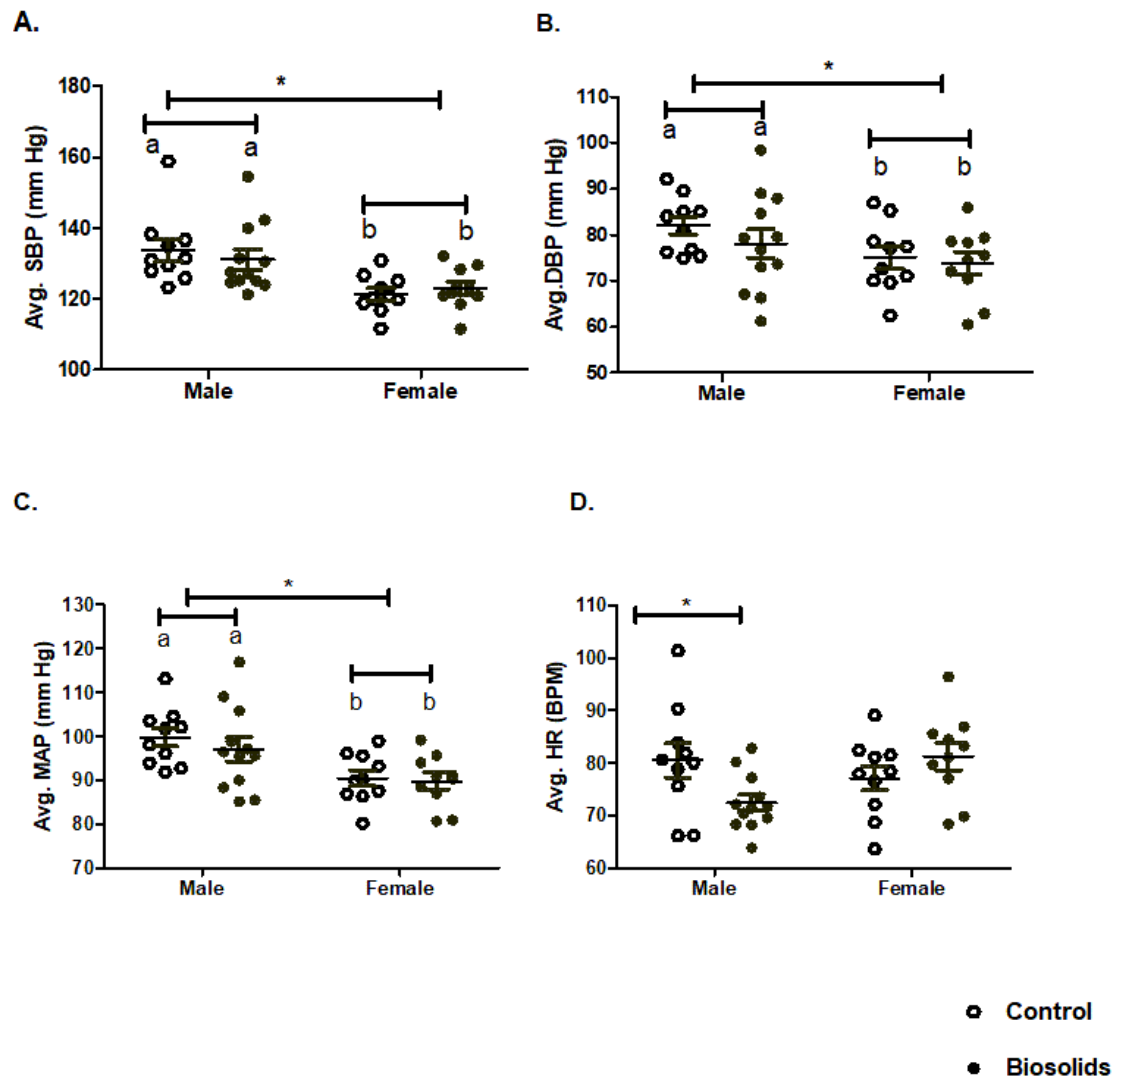 A.
Avg. SBP (mm Hg)
180
160
140
120
100
*
a
a
b
b
Male
Female
B.
Avg.DBP (mm Hg)
110
100
90
80
70
60
50
*
a
a
b
b
Male
Female
C.
Avg. MAP (mm Hg)
130
120
110
100
90
80
70
*
a
a
b
b
Male
Female
D.
Avg. HR (BPM)
110
100
90
80
70
60
*
Male
Female
Control
Biosolids